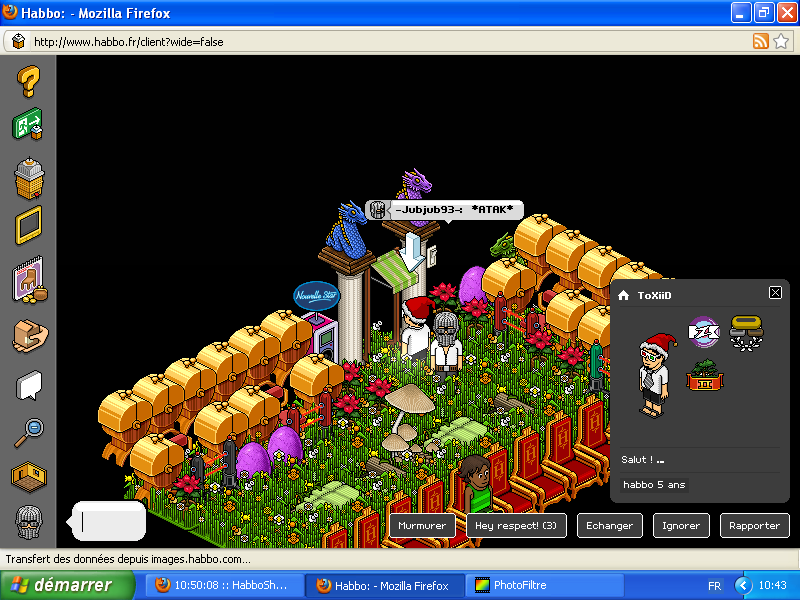 Habbo: - Mozilla Firefox
http://www.habbo.fr/client?wide=false
-Jubjub93-: *ATAK*
Nouvelle Star
ToXiiD
Salut ! ...
habbo 5 ans
Murmurer
Hey respect! (3)
Echanger
Ignorer
Rapporter
Transfert des données depuis images.habbo.com...
démarrer
10:50:08 :: HabboSh...
Habbo: - Mozilla Firefox
PhotoFiltre
FR
10:43